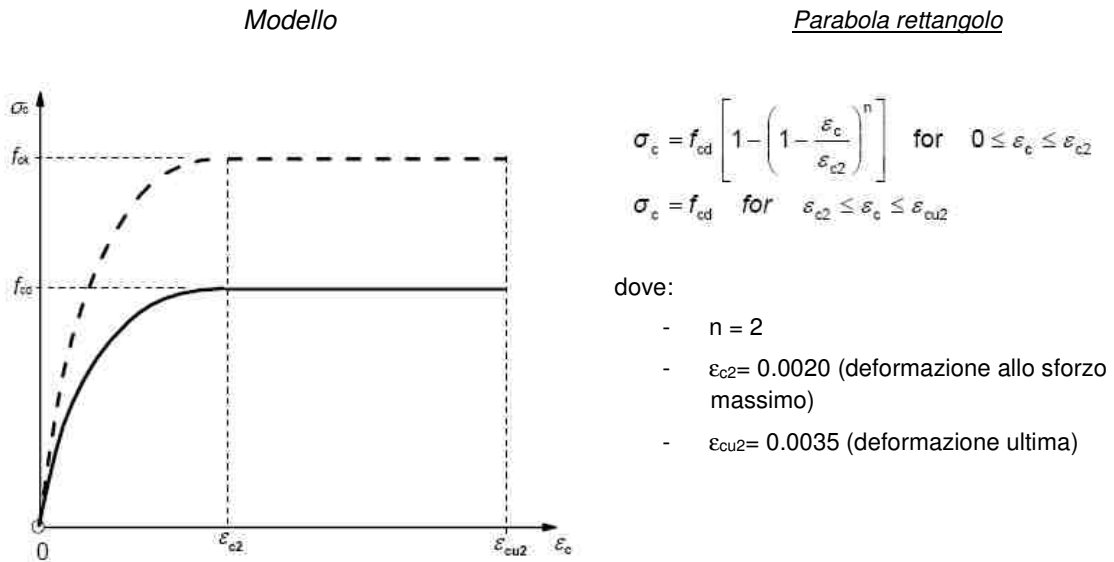 Modello
Parabola rettangolo
σc
fck
fcd
0
εc2
εcu2
εc
σc = fcd [ 1 − ( 1 − εc / εc2 )^n ] for 0 ≤ εc ≤ εc2
σc = fcd for εc2 ≤ εc ≤ εcu2
dove:
- n = 2
- εc2= 0.0020 (deformazione allo sforzo
massimo)
- εcu2= 0.0035 (deformazione ultima)